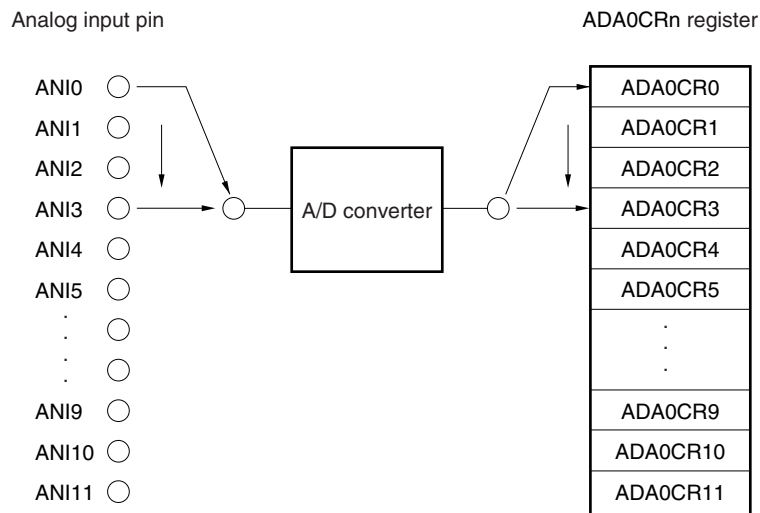 Analog input pin
ADA0CRn register
ANI0
ADA0CR0
ANI1
ADA0CR1
ANI2
ADA0CR2
ANI3
A/D converter
ADA0CR3
ANI4
ADA0CR4
ANI5
ADA0CR5
.
.
.
.
.
.
.
ANI9
ADA0CR9
ANI10
ADA0CR10
ANI11
ADA0CR11